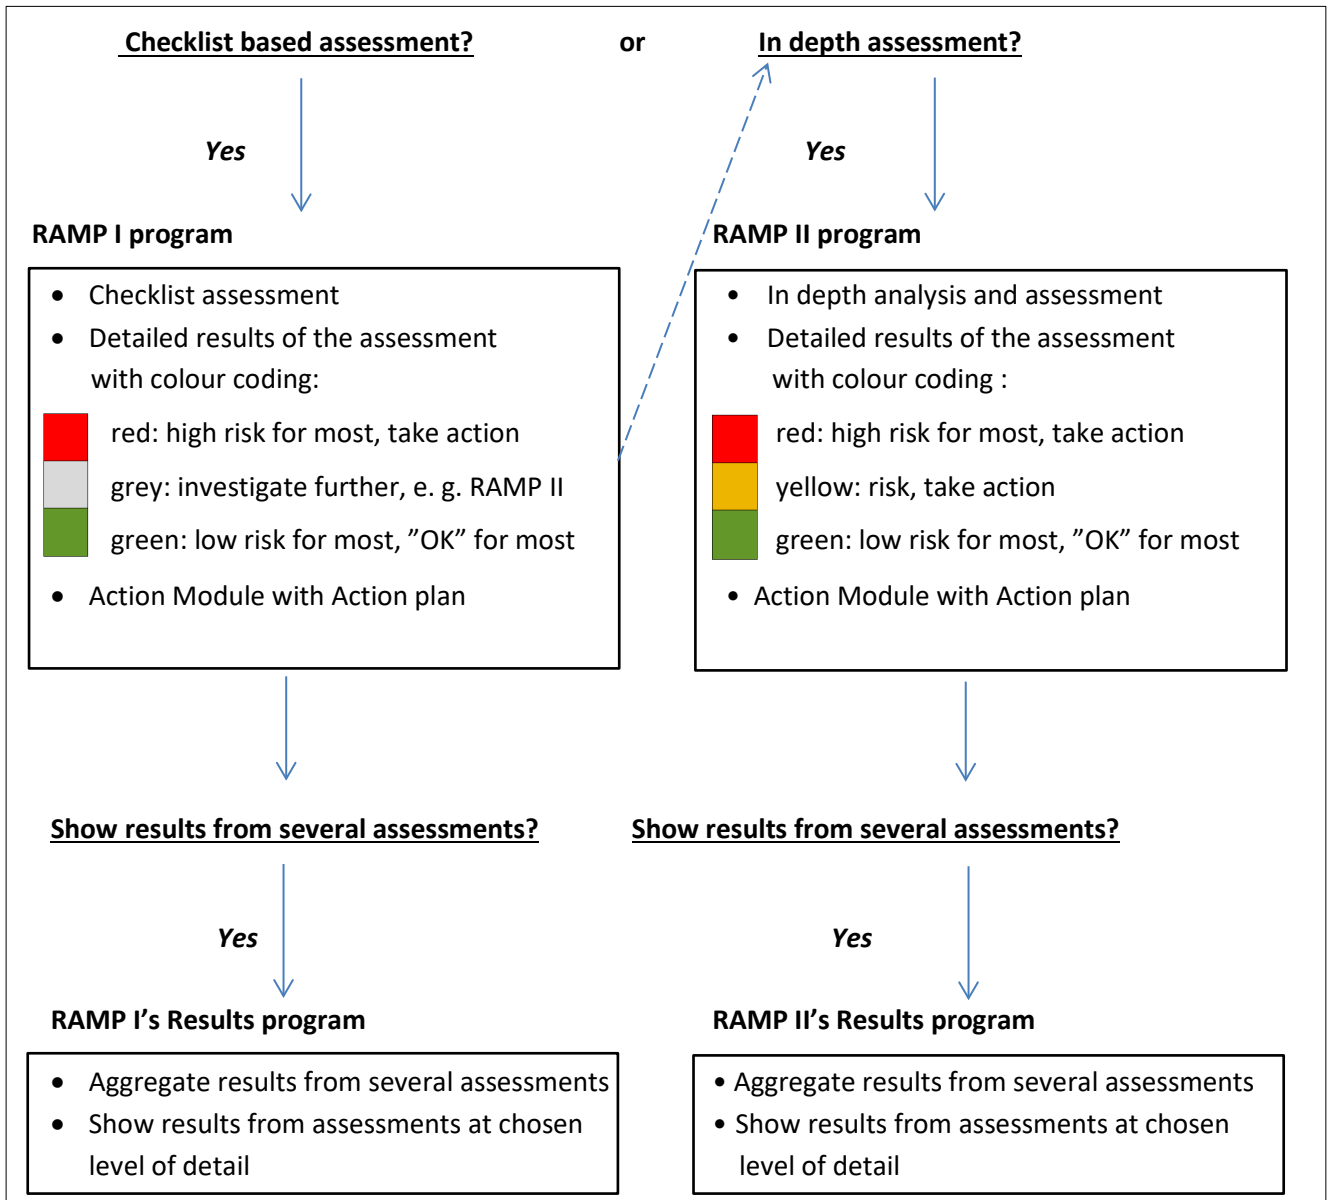 Checklist based assessment? or In depth assessment?
Yes Yes
RAMP I program
• Checklist assessment
• Detailed results of the assessment
with colour coding:
red: high risk for most, take action
grey: investigate further, e. g. RAMP II
green: low risk for most, ”OK” for most
• Action Module with Action plan
RAMP II program
• In depth analysis and assessment
• Detailed results of the assessment
with colour coding :
red: high risk for most, take action
yellow: risk, take action
green: low risk for most, ”OK” for most
• Action Module with Action plan
Show results from several assessments? Show results from several assessments?
Yes Yes
RAMP I’s Results program
• Aggregate results from several assessments
• Show results from assessments at chosen
level of detail
RAMP II’s Results program
• Aggregate results from several assessments
• Show results from assessments at chosen
level of detail